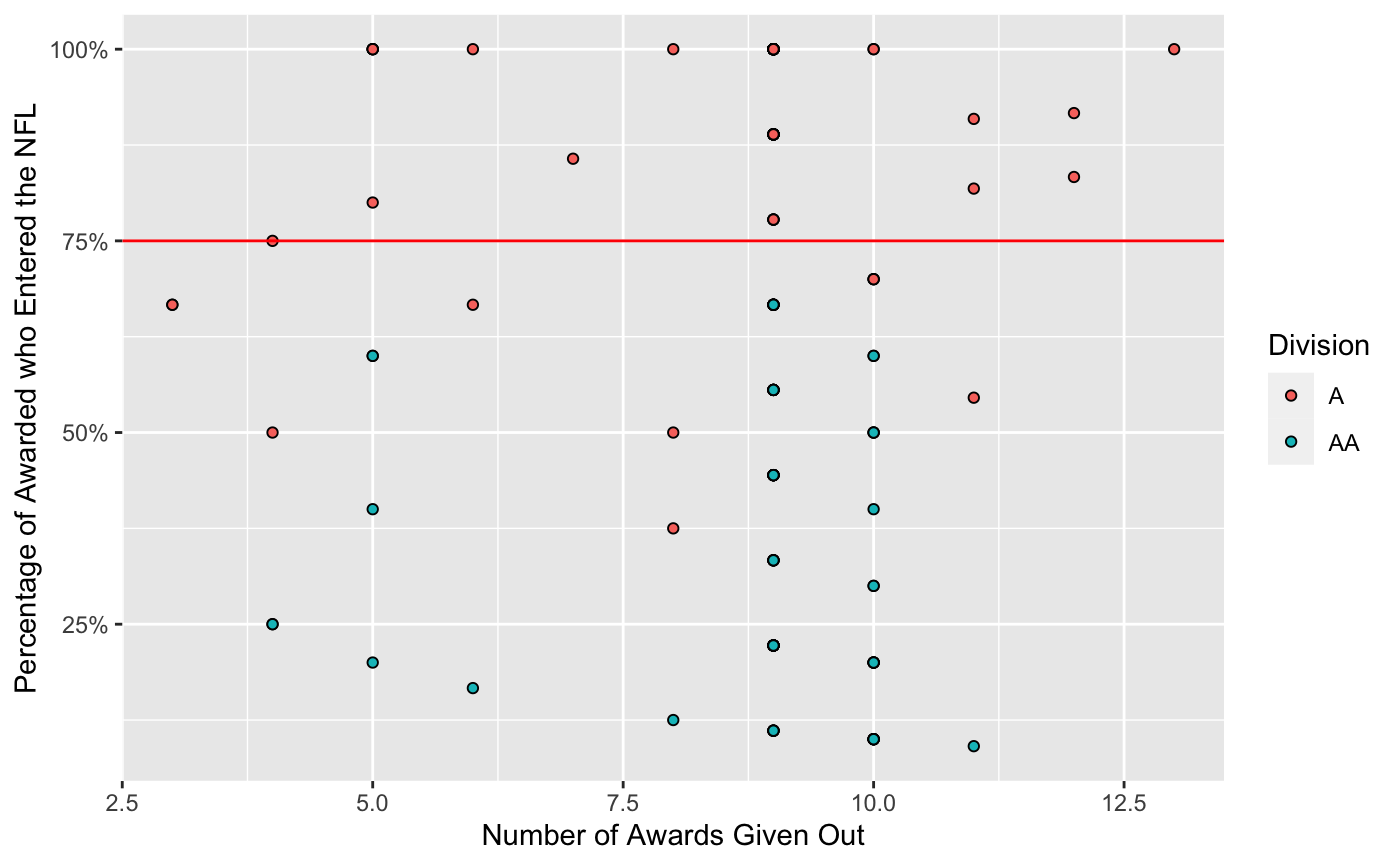 100%
75%
50%
25%
Percentage of Awarded who Entered the NFL
2.5
5.0
7.5
10.0
12.5
Number of Awards Given Out
Division
A
AA